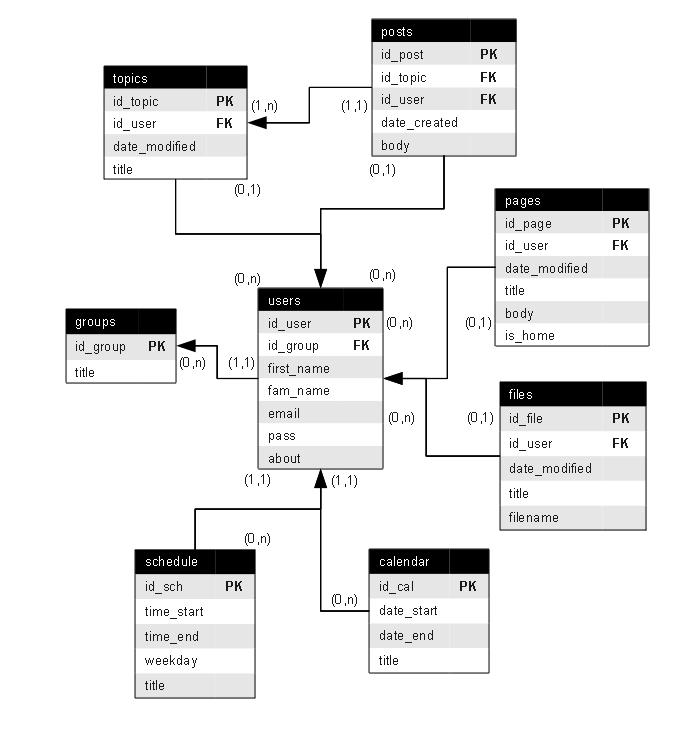 posts
id_post PK
id_topic FK
id_user FK
date_created
body
topics
id_topic PK
id_user FK
date_modified
title
(1,n)
(1,1)
(0,1)
(0,1)
pages
id_page PK
id_user FK
date_modified
title
body
is_home
(0,n)
(0,n)
users
id_user PK
id_group FK
first_name
fam_name
email
pass
about
(0,n)
(0,1)
groups
id_group PK
title
(0,n)
(1,1)
(0,n)
(0,1)
files
id_file PK
id_user FK
date_modified
title
filename
(1,1)
(1,1)
(0,n)
(0,n)
schedule
id_sch PK
time_start
time_end
weekday
title
calendar
id_cal PK
date_start
date_end
title